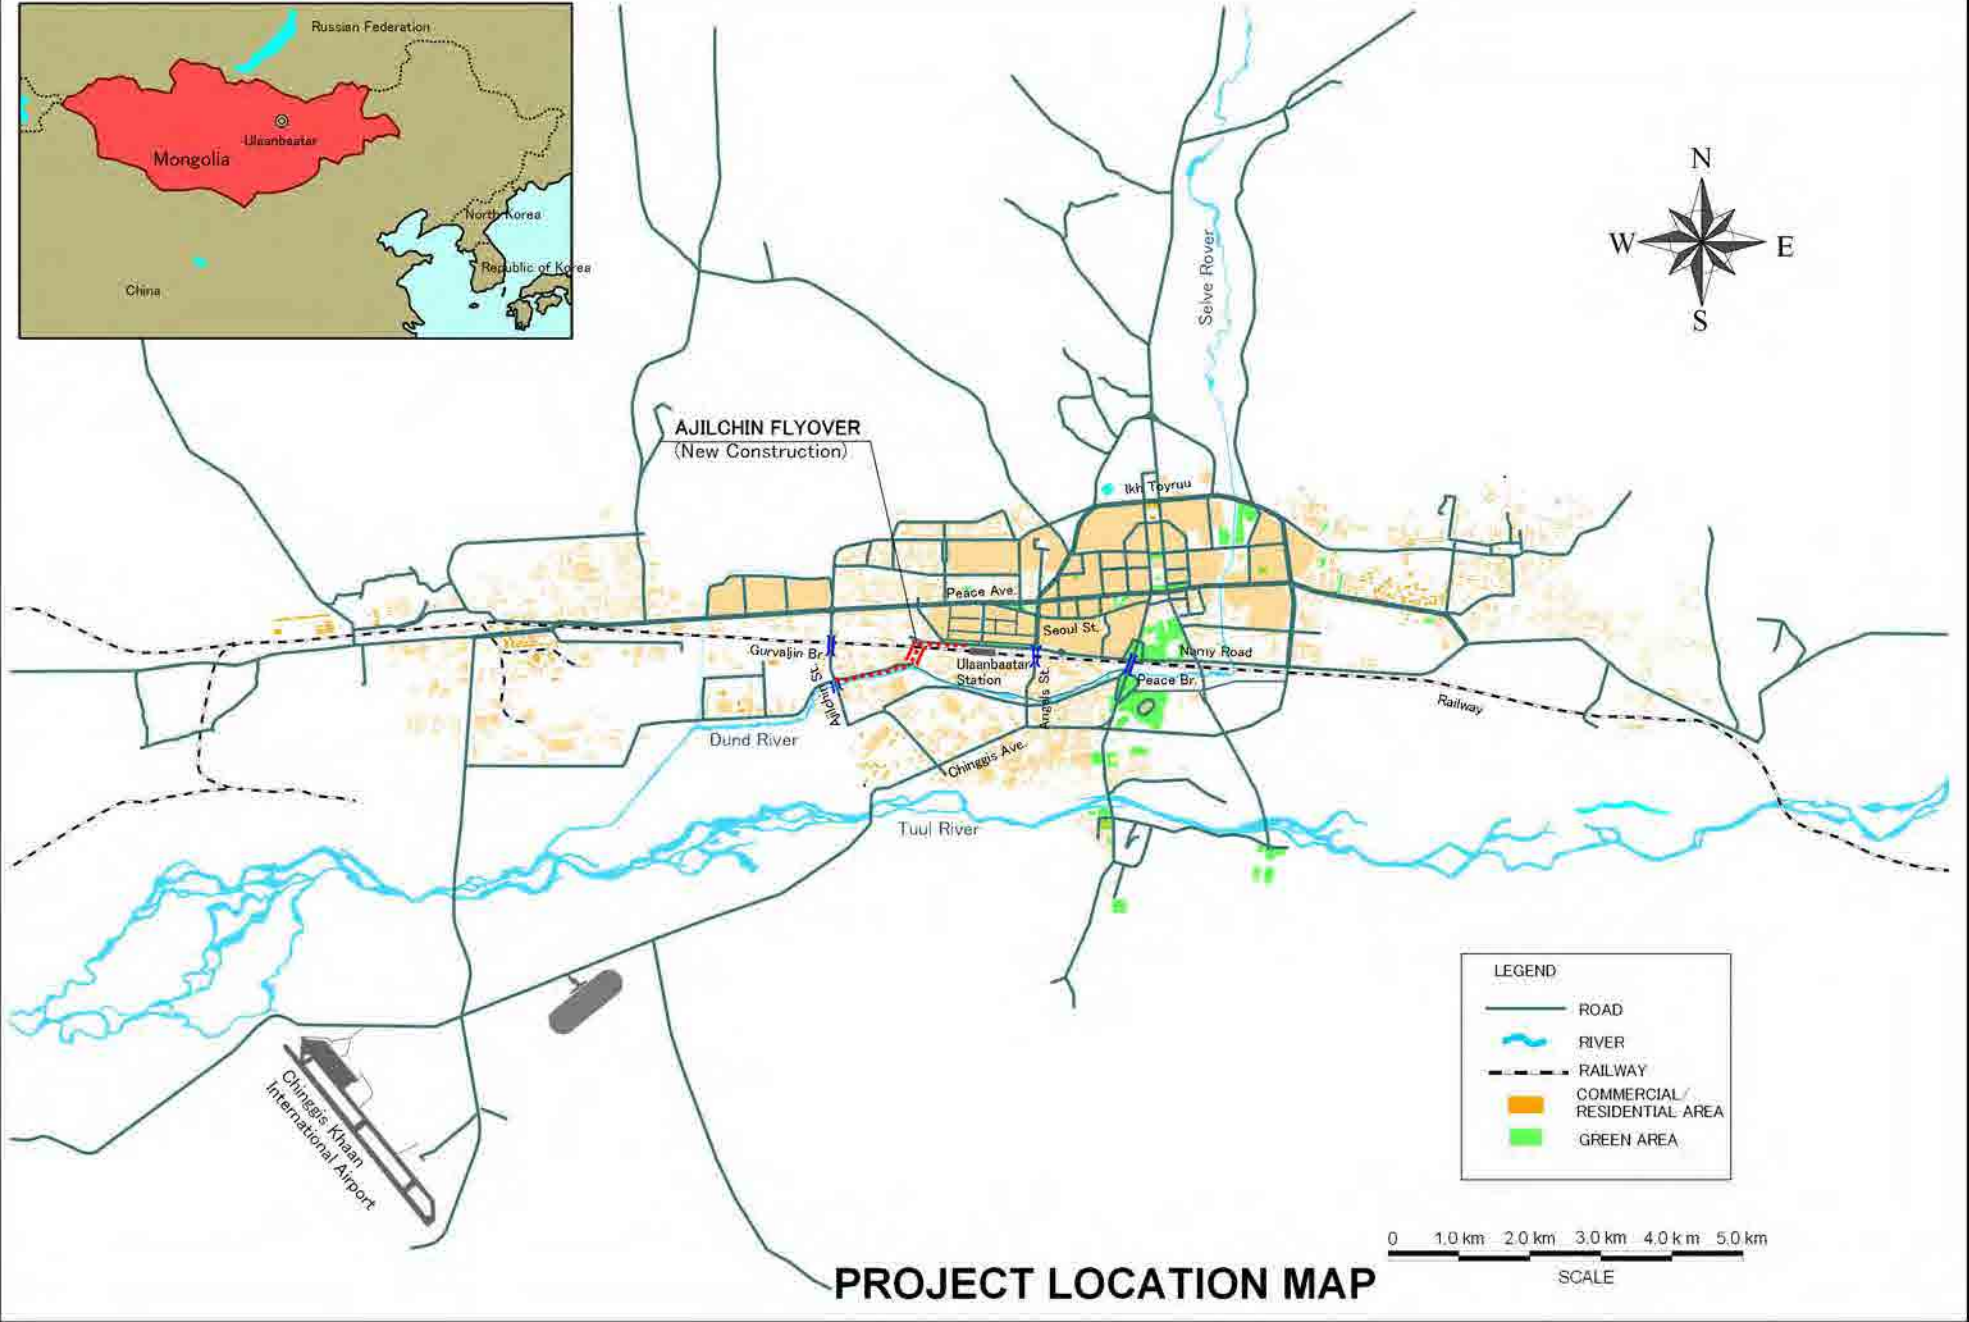 Russian Federation
Mongolia
Ulaanbaatar
North Korea
Republic of Korea
China
N
W
E
S
Selve Rover
AJILCHIN FLYOVER
(New Construction)
Ikh Toyruu
Peace Ave.
Seoul St.
Gurvaljin Br.
Ulaanbaatar
Station
Namy Road
Peace Br.
Ajilchin St.
Angels St.
Railway
Dund River
Chinggis Ave.
Tuul River
Chinggis Khaan
International Airport
LEGEND
ROAD
RIVER
RAILWAY
COMMERCIAL/
RESIDENTIAL AREA
GREEN AREA
0 1.0 km 2.0 km 3.0 km 4.0 km 5.0 km
SCALE
PROJECT LOCATION MAP